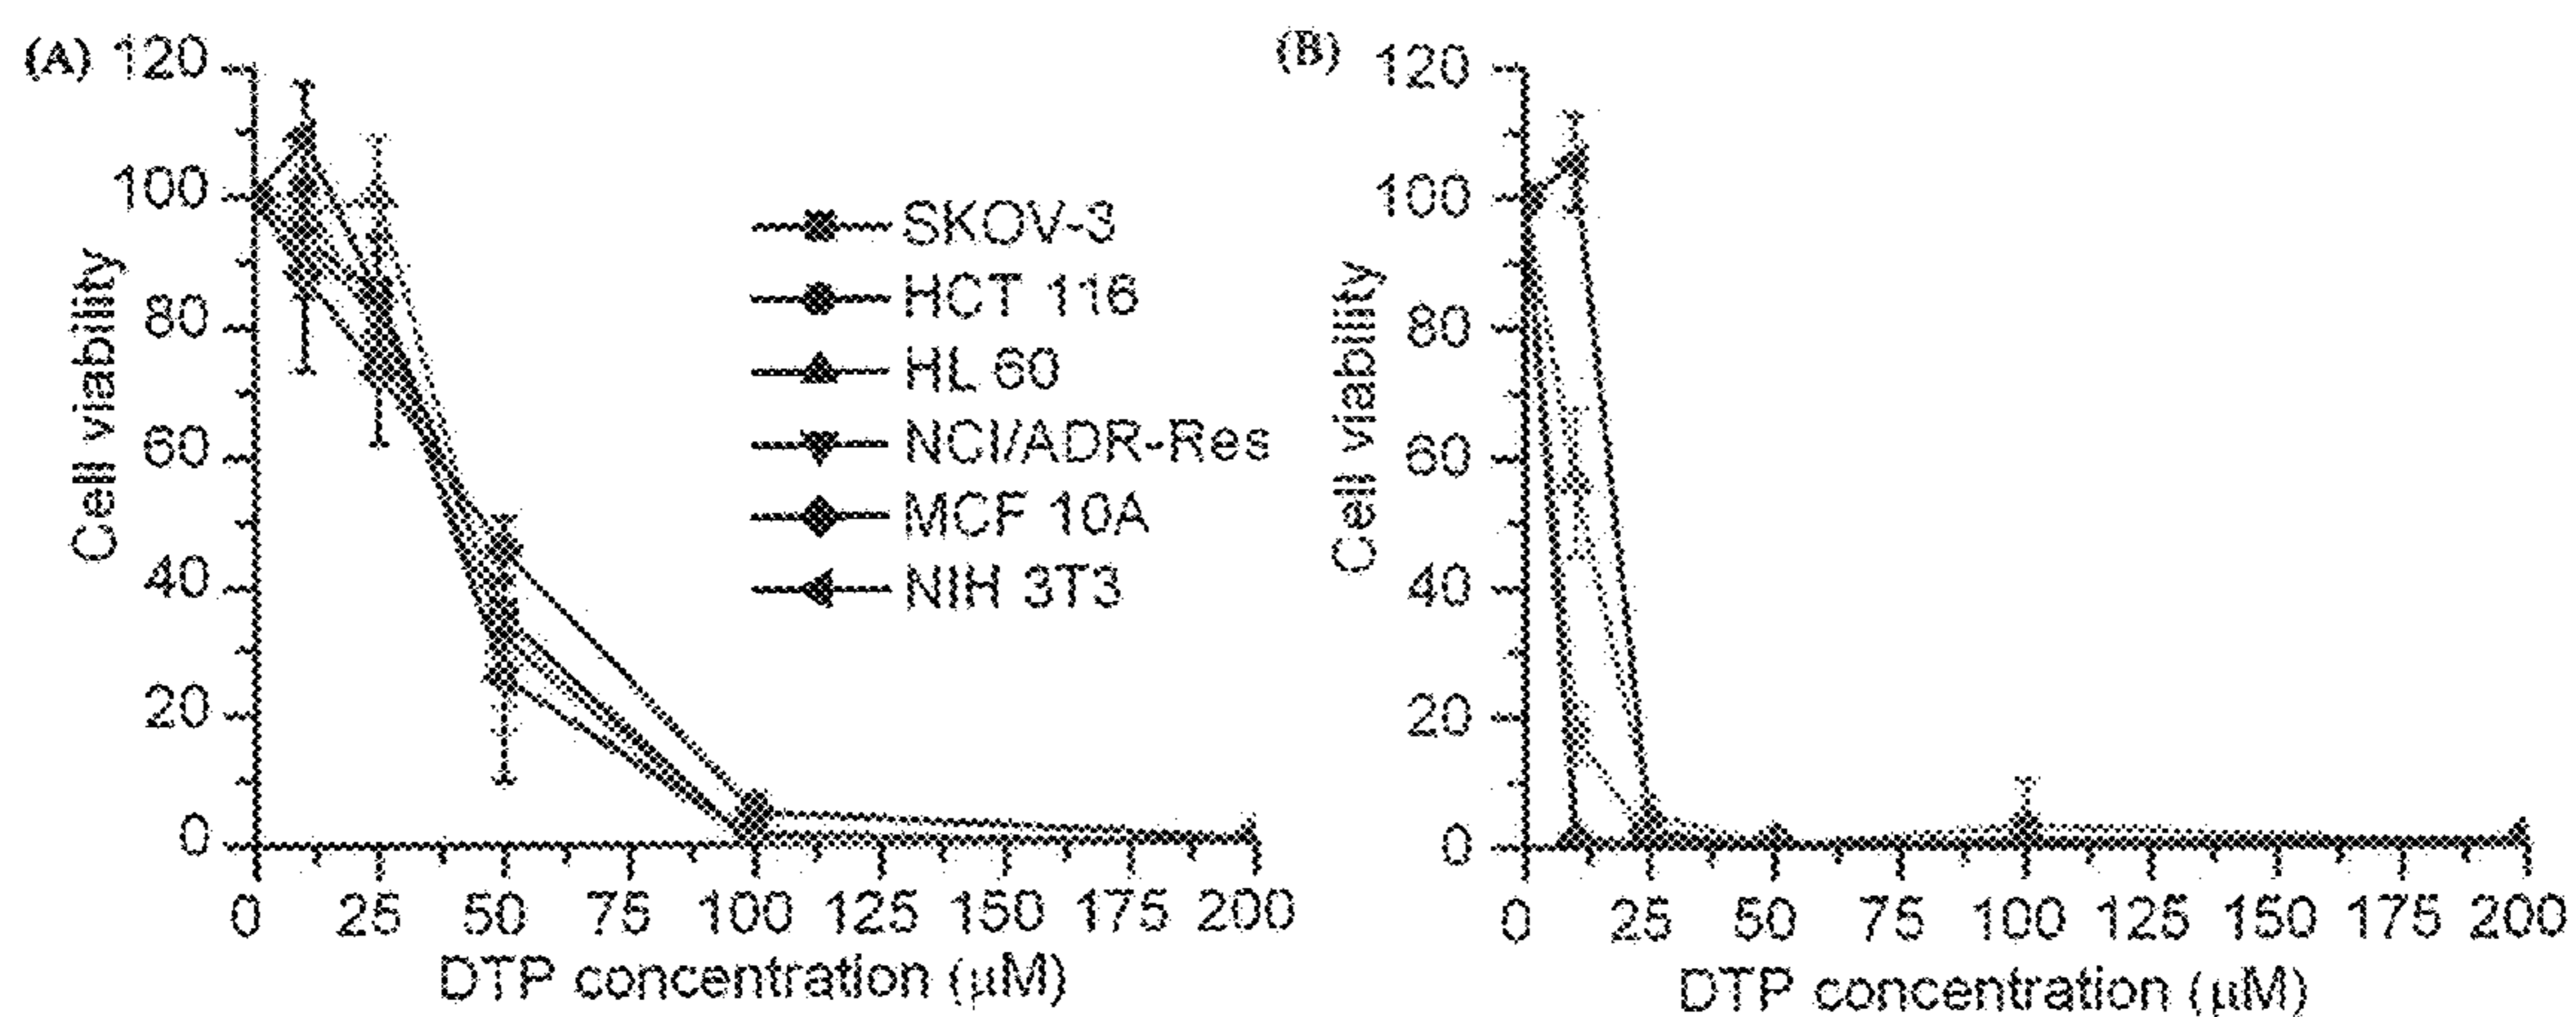 (A)
120
100
80
60
40
20
0
Cell viability
SKOV-3
HCT 116
HL 60
NCI/ADR-Res
MCF 10A
NIH 3T3
0 25 50 75 100 125 150 175 200
DTP concentration (μM)
(B)
120
100
80
60
40
20
0
Cell viability
0 25 50 75 100 125 150 175 200
DTP concentration (μM)